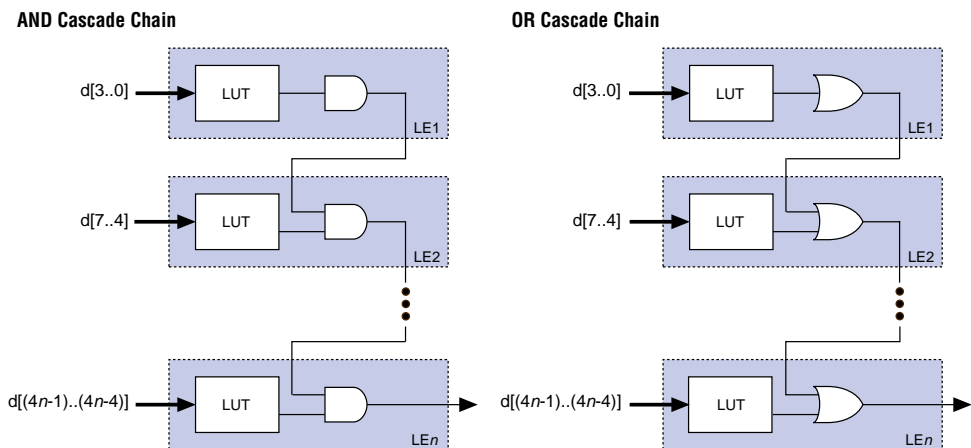 AND Cascade Chain
d[3..0]
LUT
LE1
d[7..4]
LUT
LE2
d[(4n-1)..(4n-4)]
LUT
LEn
OR Cascade Chain
d[3..0]
LUT
LE1
d[7..4]
LUT
LE2
d[(4n-1)..(4n-4)]
LUT
LEn